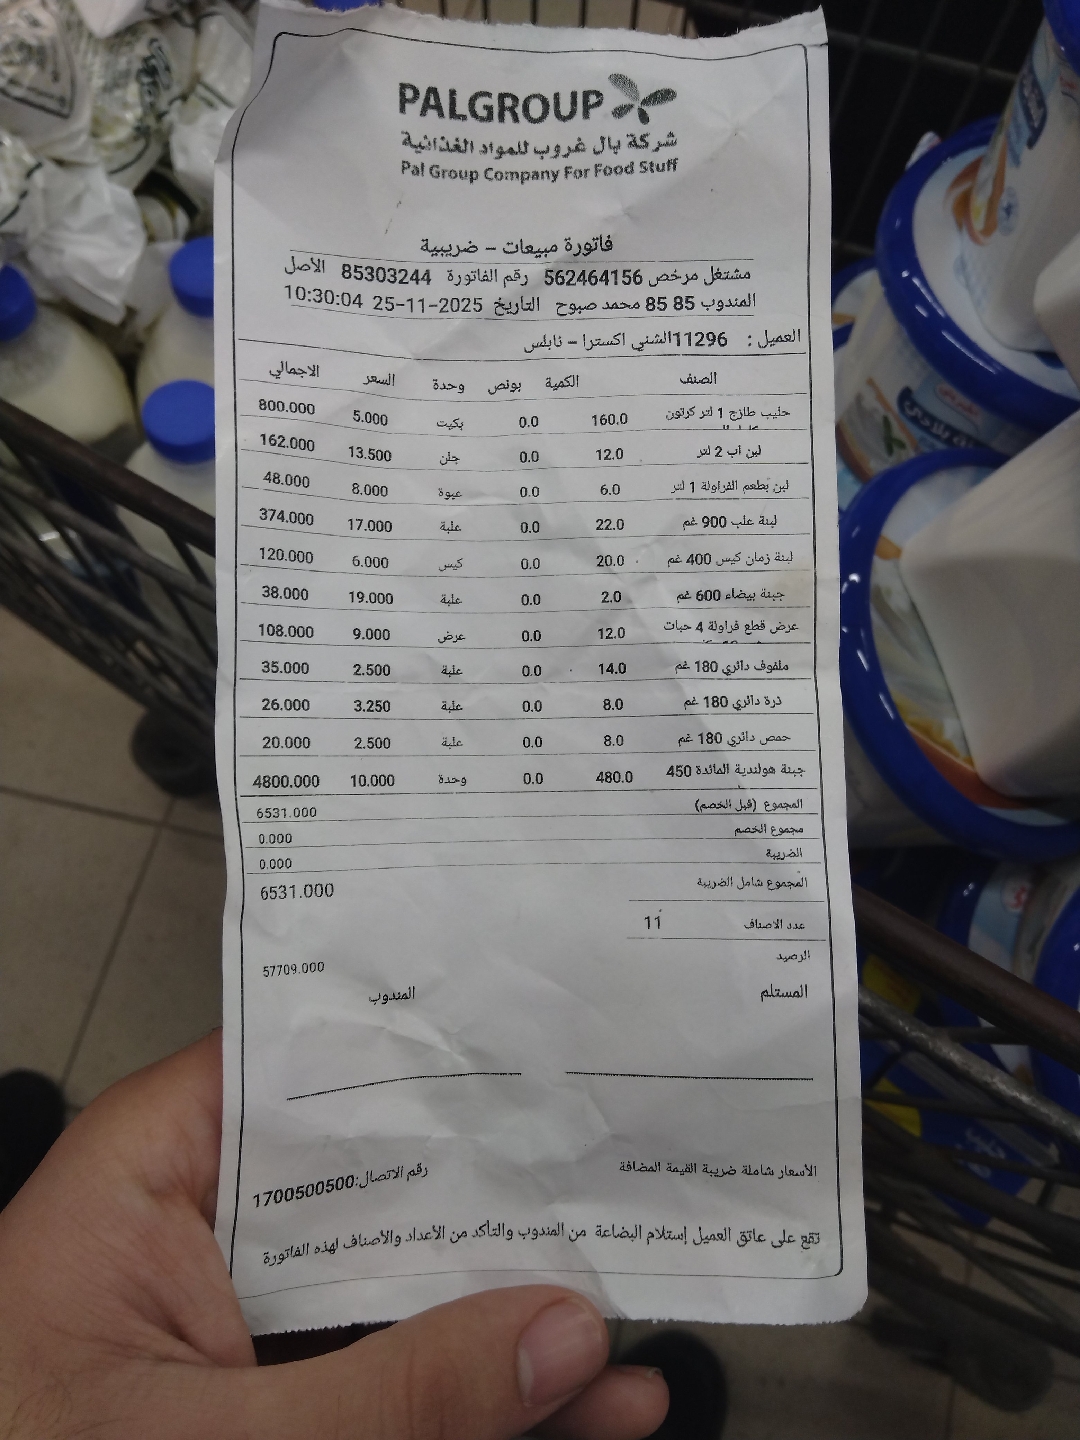 PALGROUP
شركة بال غروب للمواد الغذائية
Pal Group Company For Food Stuff
فاتورة مبيعات - ضريبية
مشتغل مرخص 562464156 رقم الفاتورة 85303244 الأصل
المندوب 85 85 محمد صبوح التاريخ 25-11-2025 10:30:04
العميل : 11296الشني اكسترا - نابلس
الصنف الكمية بونص وحدة السعر الاجمالي
حليب طازج 1 لتر كرتون 160.0 0.0 بكيت 5.000 800.000
لبن اب 2 لتر 12.0 0.0 جلن 13.500 162.000
لبن بطعم الفراولة 1 لتر 6.0 0.0 عبوة 8.000 48.000
لبنة علب 900 غم 22.0 0.0 علبة 17.000 374.000
لبنة زمان كيس 400 غم 20.0 0.0 كيس 6.000 120.000
جبنة بيضاء 600 غم 2.0 0.0 علبة 19.000 38.000
عرض قطع فراولة 4 حبات 12.0 0.0 عرض 9.000 108.000
ملفوف دائري 180 غم 14.0 0.0 علبة 2.500 35.000
ذرة دائري 180 غم 8.0 0.0 علبة 3.250 26.000
حمص دائري 180 غم 8.0 0.0 علبة 2.500 20.000
جبنة هولندية المائدة 450 480.0 0.0 وحدة 10.000 4800.000
المجموع (قبل الخصم) 6531.000
مجموع الخصم 0.000
الضريبة 0.000
المجموع شامل الضريبة 6531.000
عدد الاصناف 11
الرصيد 57709.000
المستلم المندوب
الأسعار شاملة ضريبة القيمة المضافة رقم الاتصال:1700500500
تقع على عاتق العميل إستلام البضاعة من المندوب والتأكد من الأعداد والأصناف لهذه الفاتورة